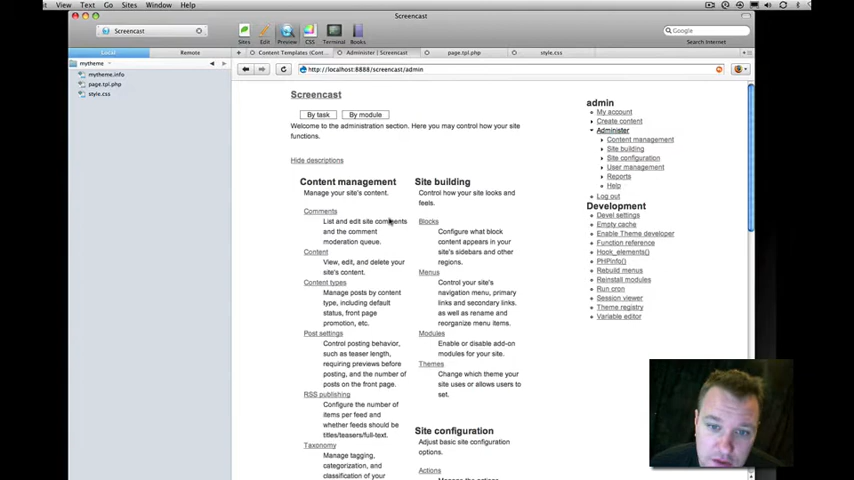 View Text Go Sites Window Help
Screencast
Screencast
Sites Edit Preview CSS Terminal Books
Google
Search Internet
Local Remote
Content Templates (Cont
Administer | Screencast
page.tpl.php
style.css
mytheme
http://localhost:8888/screencast/admin
mytheme.info
page.tpl.php
style.css
Screencast
By task By module
Welcome to the administration section. Here you may control how your site
functions.
Hide descriptions
Content management
Manage your site's content.
Comments
List and edit site comments
and the comment
moderation queue.
Content
View, edit, and delete your
site's content.
Content types
Manage posts by content
type, including default
status, front page
promotion, etc.
Post settings
Control posting behavior,
such as teaser length,
requiring previews before
posting, and the number of
posts on the front page.
RSS publishing
Configure the number of
items per feed and
whether feeds should be
titles/teasers/full-text.
Taxonomy
Manage tagging,
categorization, and
classification of your
Site building
Control how your site looks and
feels.
Blocks
Configure what block
content appears in your
site's sidebars and other
regions.
Menus
Control your site's
navigation menu, primary
links and secondary links.
as well as rename and
reorganize menu items.
Modules
Enable or disable add-on
modules for your site.
Themes
Change which theme your
site uses or allows users to
set.
Site configuration
Adjust basic site configuration
options.
Actions
admin
My account
Create content
Administer
Content management
Site building
Site configuration
User management
Reports
Help
Log out
Development
Devel settings
Empty cache
Enable Theme developer
Function reference
Hook_elements()
PHPinfo()
Rebuild menus
Reinstall modules
Run cron
Session viewer
Theme registry
Variable editor